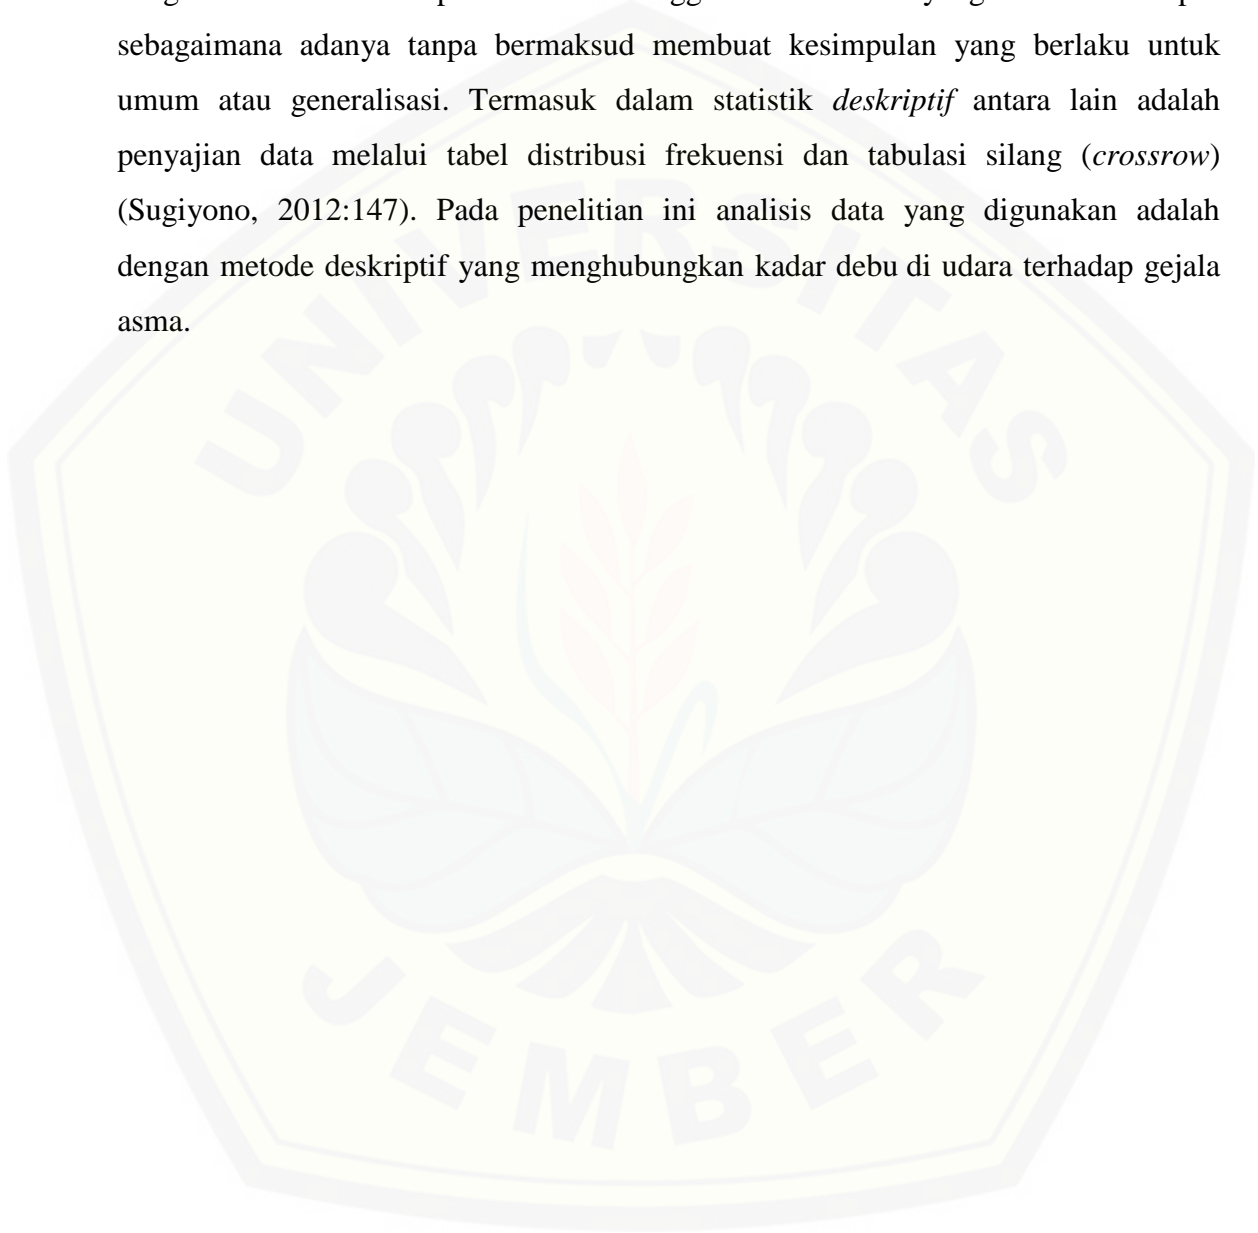 sebagaimana adanya tanpa bermaksud membuat kesimpulan yang berlaku untuk
umum atau generalisasi. Termasuk dalam statistik deskriptif antara lain adalah
penyajian data melalui tabel distribusi frekuensi dan tabulasi silang (crossrow)
(Sugiyono, 2012:147). Pada penelitian ini analisis data yang digunakan adalah
dengan metode deskriptif yang menghubungkan kadar debu di udara terhadap gejala
asma.
UNIVERSITAS
JEMBER